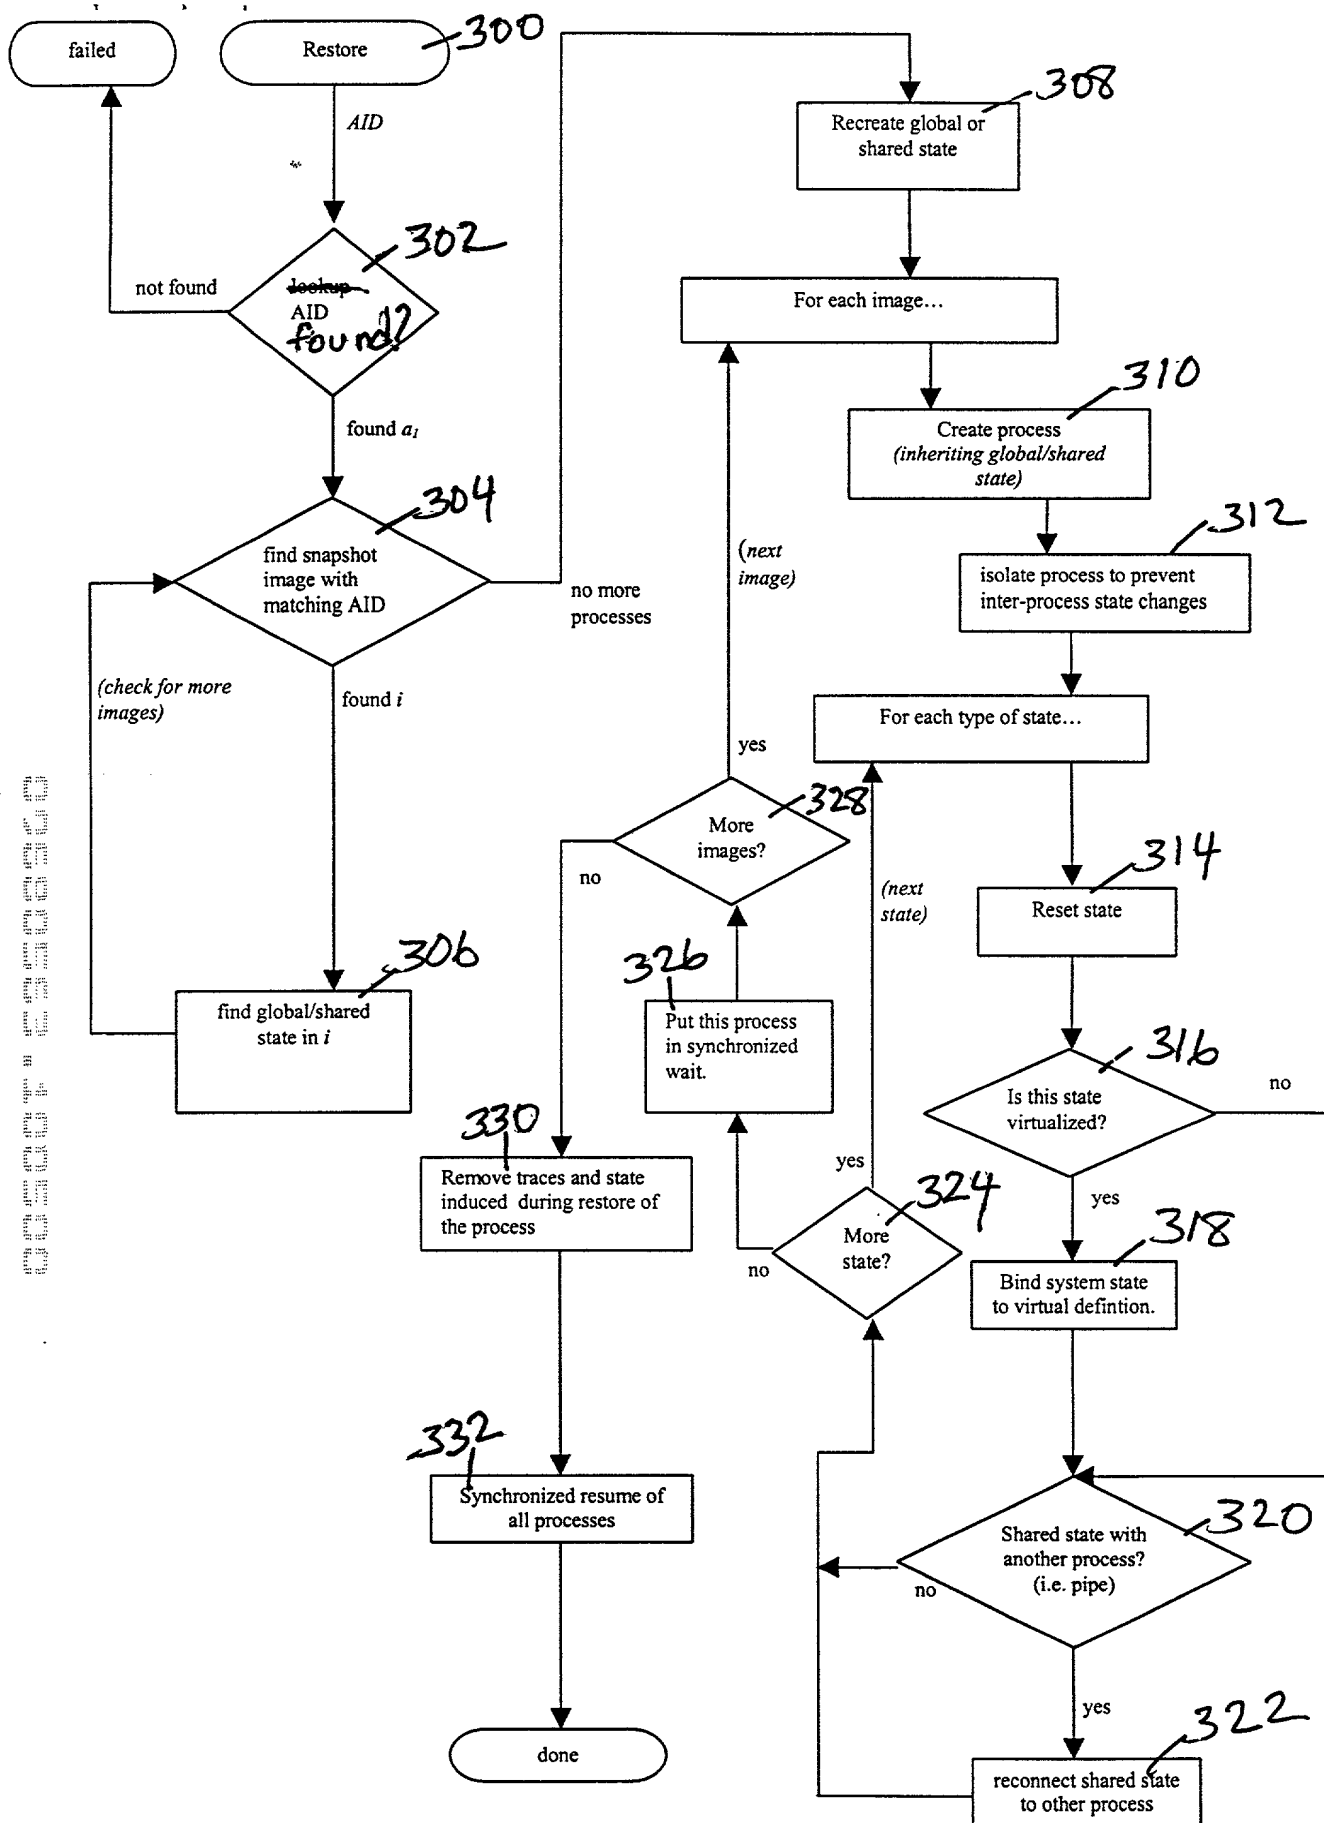 failed
Restore
300
AID
302
not found
lookup
AID
found?
found a1
304
find snapshot
image with
matching AID
no more
processes
(check for more
images)
found i
306
find global/shared
state in i
308
Recreate global or
shared state
For each image…
310
Create process
(inheriting global/shared
state)
312
isolate process to prevent
inter-process state changes
(next
image)
For each type of state…
yes
328
More
images?
no
(next
state)
314
Reset state
326
Put this process
in synchronized
wait.
316
Is this state
virtualized?
no
yes
330
Remove traces and state
induced during restore of
the process
yes
324
More
state?
no
318
Bind system state
to virtual defintion.
332
Synchronized resume of
all processes
320
Shared state with
another process?
(i.e. pipe)
no
yes
done
322
reconnect shared state
to other process